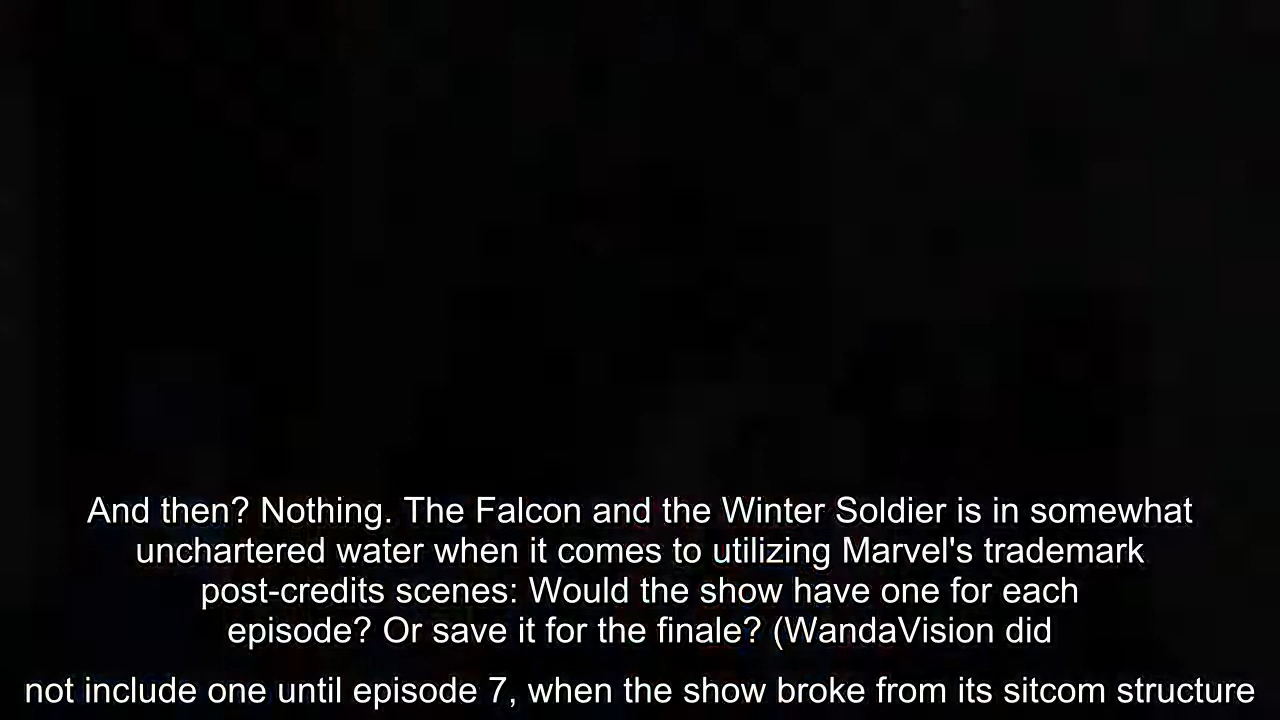 And then? Nothing. The Falcon and the Winter Soldier is in somewhat
unchartered water when it comes to utilizing Marvel's trademark
post-credits scenes: Would the show have one for each
episode? Or save it for the finale? (WandaVision did
not include one until episode 7, when the show broke from its sitcom structure